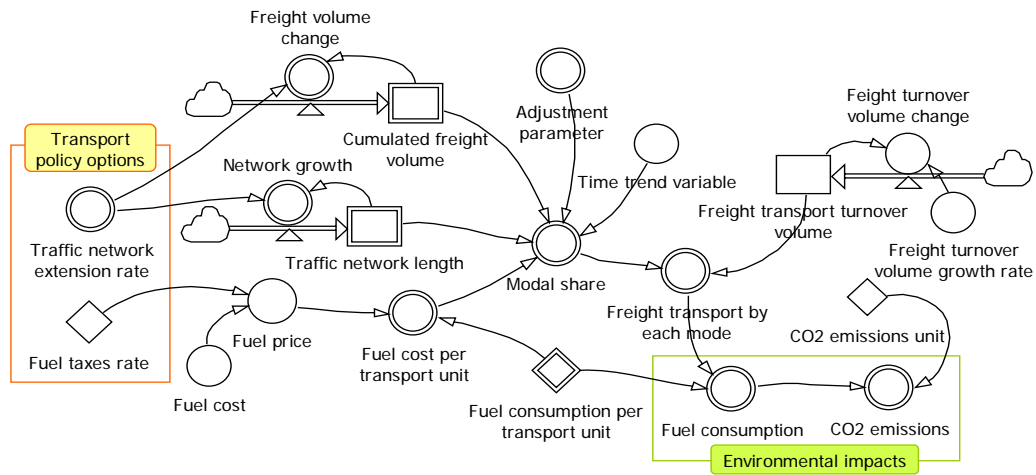 Freight volume
change
Adjustment
parameter
Feight turnover
volume change
Transport
policy options
Cumulated freight
volume
Network growth
Time trend variable
Freight transport turnover
volume
Traffic network
extension rate
Traffic network length
Modal share
Freight turnover
volume growth rate
Freight transport by
each mode
Fuel price
Fuel taxes rate
Fuel cost per
transport unit
CO2 emissions unit
Fuel cost
Fuel consumption per
transport unit
Fuel consumption
CO2 emissions
Environmental impacts